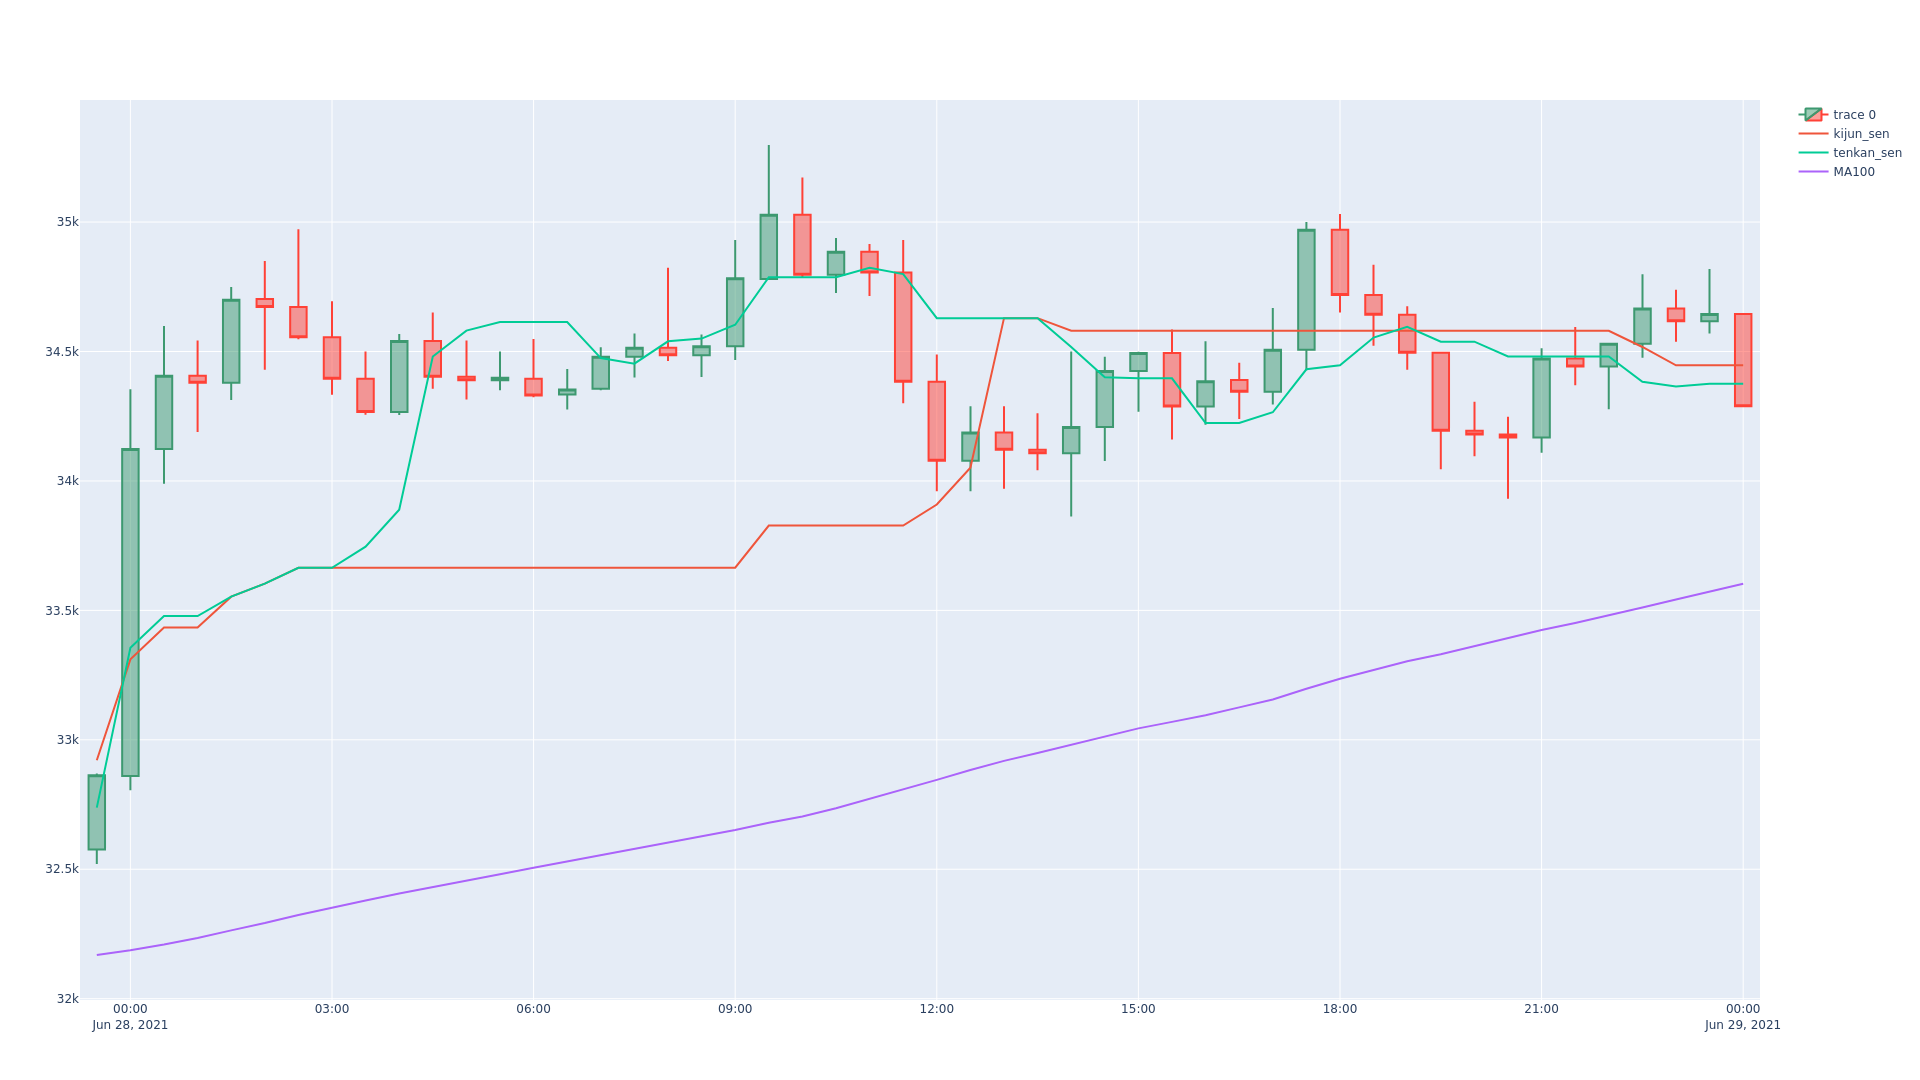 trace 0
kijun_sen
tenkan_sen
MA100
35k
34.5k
34k
33.5k
33k
32.5k
32k
00:00 03:00 06:00 09:00 12:00 15:00 18:00 21:00 00:00
Jun 28, 2021 Jun 29, 2021